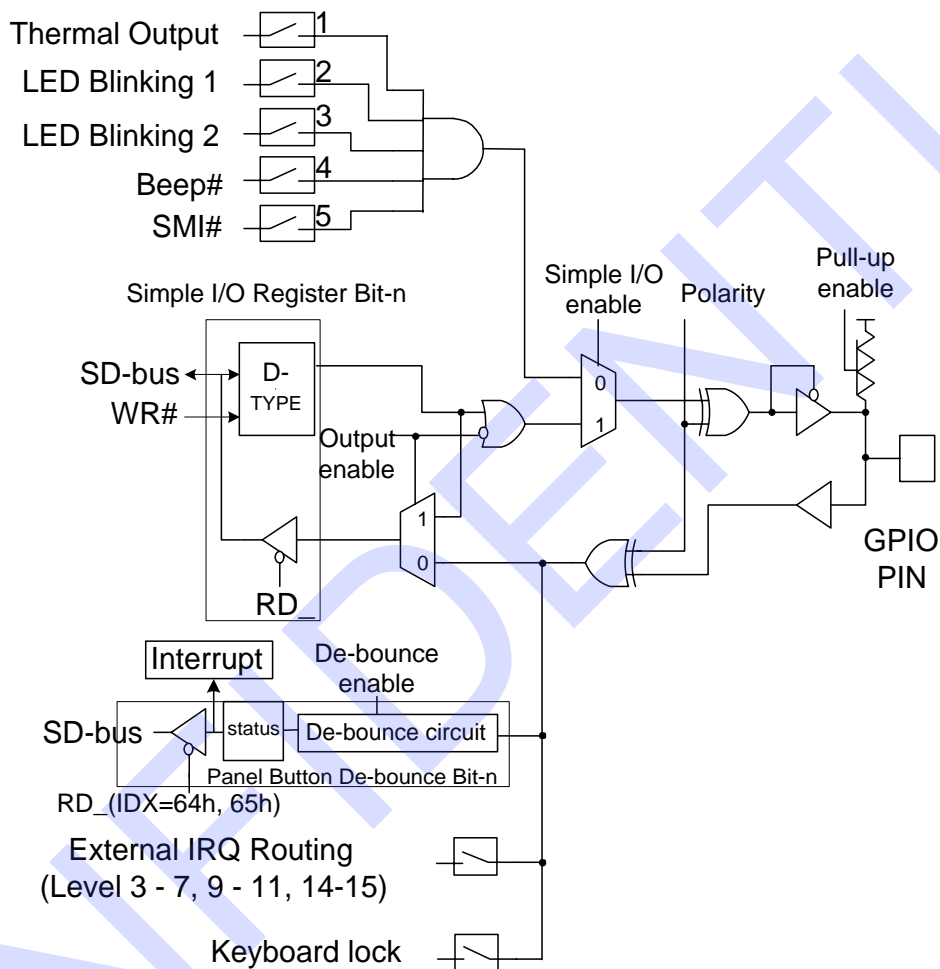 Thermal Output
1
LED Blinking 1
2
LED Blinking 2
3
Beep#
4
SMI#
5
Simple I/O
enable
Polarity
Pull-up
enable
Simple I/O Register Bit-n
SD-bus
WR#
D-
TYPE
0
1
Output
enable
1
0
RD_
GPIO
PIN
Interrupt
De-bounce
enable
SD-bus
status
De-bounce circuit
Panel Button De-bounce Bit-n
RD_(IDX=64h, 65h)
External IRQ Routing
(Level 3 - 7, 9 - 11, 14-15)
Keyboard lock
NFIDENTI